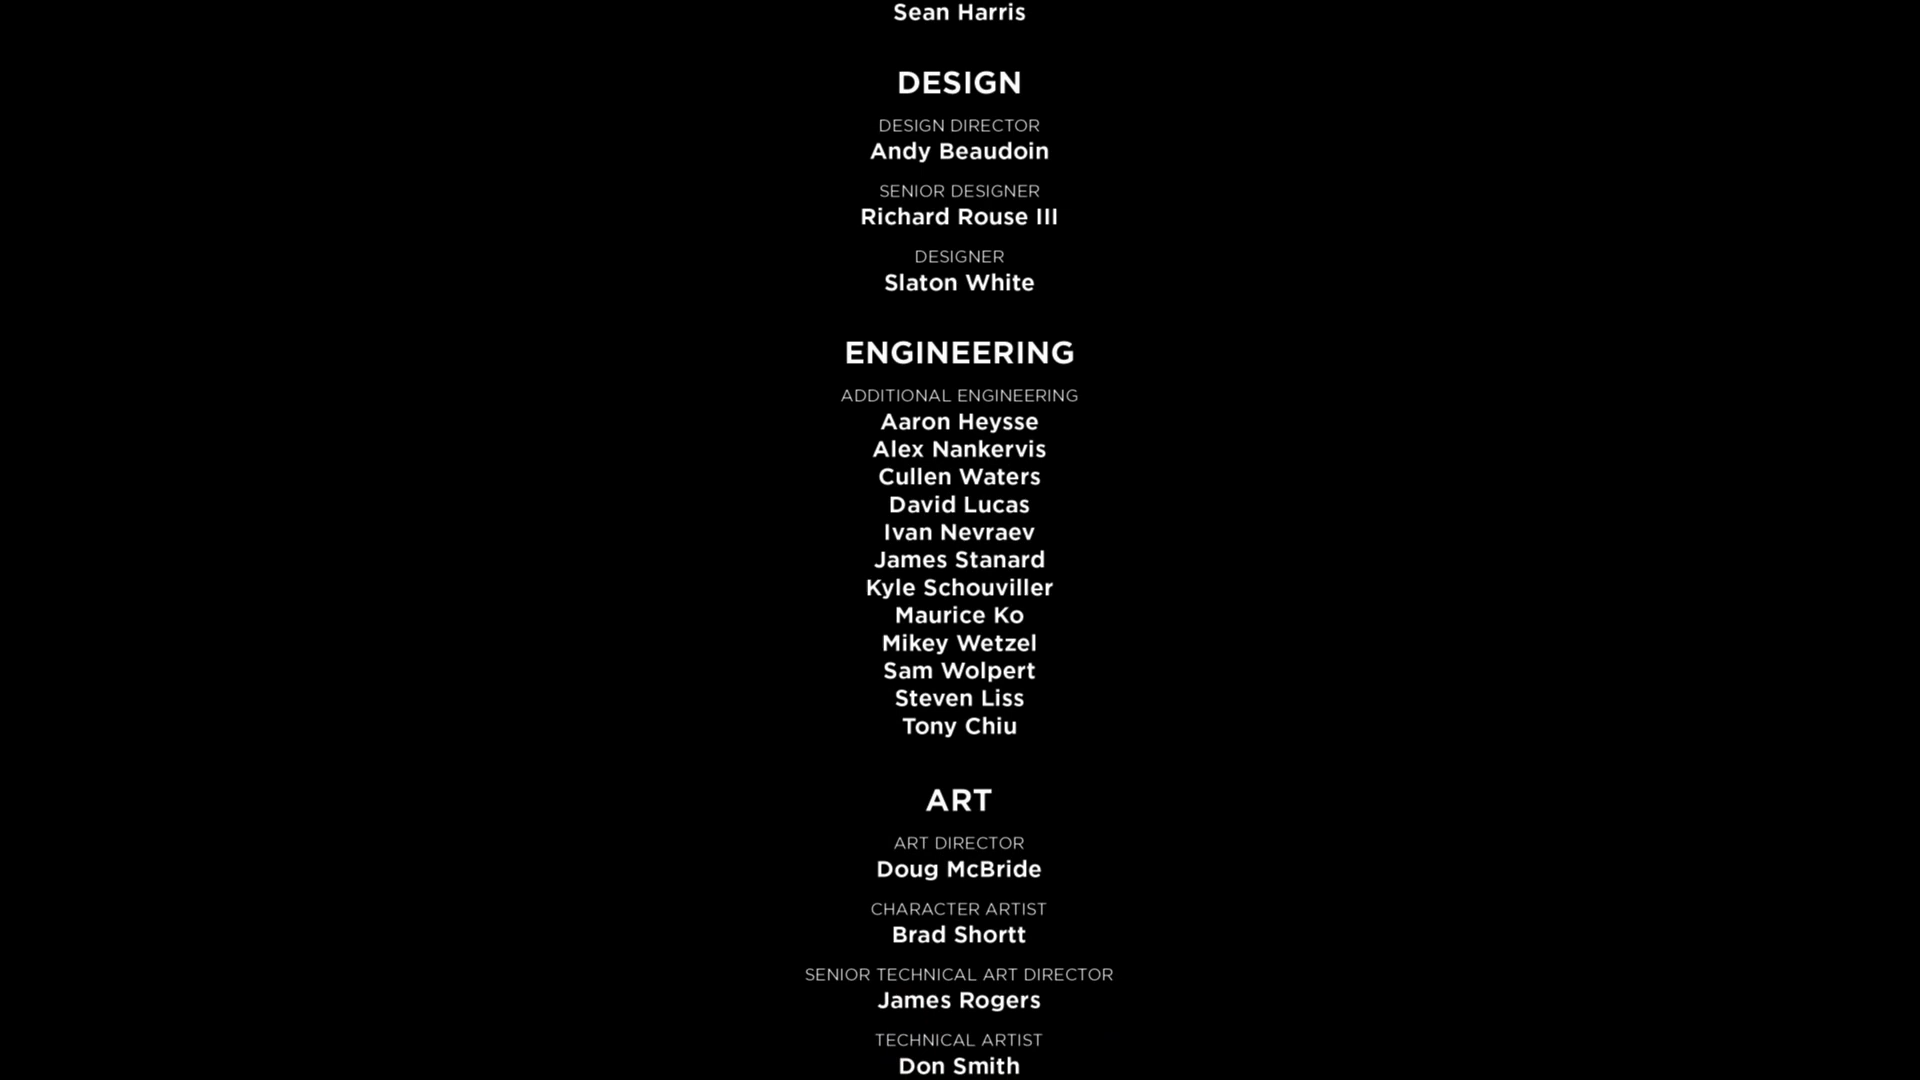 Sean Harris
DESIGN
DESIGN DIRECTOR
Andy Beaudoin
SENIOR DESIGNER
Richard Rouse III
DESIGNER
Slaton White
ENGINEERING
ADDITIONAL ENGINEERING
Aaron Heysse
Alex Nankervis
Cullen Waters
David Lucas
Ivan Nevraev
James Stanard
Kyle Schouviller
Maurice Ko
Mikey Wetzel
Sam Wolpert
Steven Liss
Tony Chiu
ART
ART DIRECTOR
Doug McBride
CHARACTER ARTIST
Brad Shortt
SENIOR TECHNICAL ART DIRECTOR
James Rogers
TECHNICAL ARTIST
Don Smith